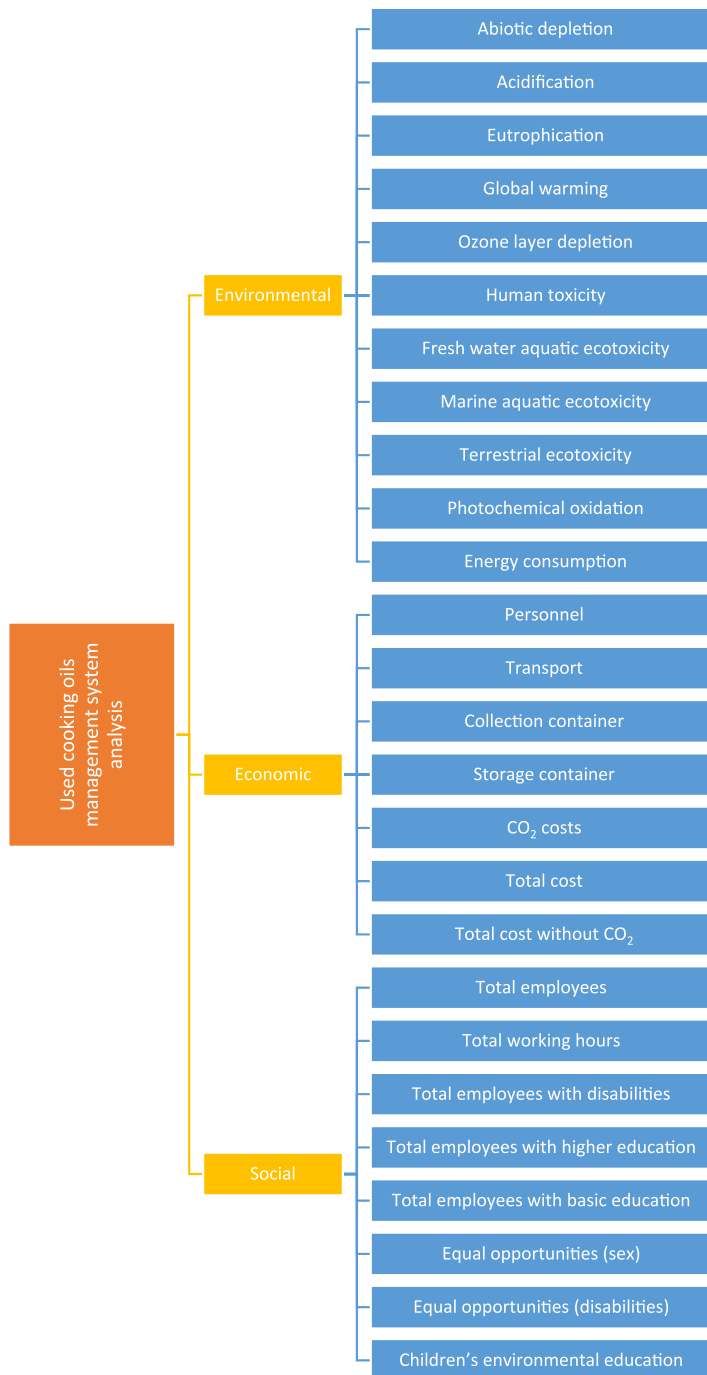 Used cooking oils
management system
analysis
Environmental
Abiotic depletion
Acidification
Eutrophication
Global warming
Ozone layer depletion
Human toxicity
Fresh water aquatic ecotoxicity
Marine aquatic ecotoxicity
Terrestrial ecotoxicity
Photochemical oxidation
Energy consumption
Economic
Personnel
Transport
Collection container
Storage container
CO₂ costs
Total cost
Total cost without CO₂
Social
Total employees
Total working hours
Total employees with disabilities
Total employees with higher education
Total employees with basic education
Equal opportunities (sex)
Equal opportunities (disabilities)
Children’s environmental education